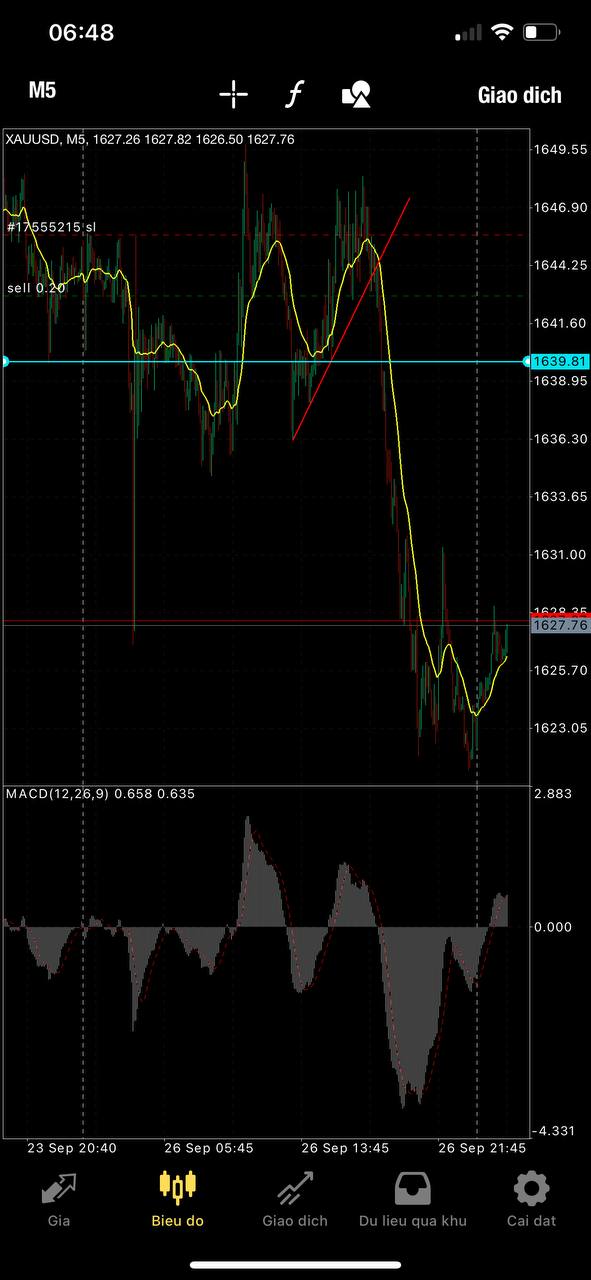 06:48
M5
f
Giao dich
XAUUSD, M5, 1627.26 1627.82 1626.50 1627.76
1649.55
1646.90
#17555215 sl
1644.25
sell 0.20
1641.60
1639.81
1638.95
1636.30
1633.65
1631.00
1628.35
1627.76
1625.70
1623.05
MACD(12,26,9) 0.658 0.635
2.883
0.000
-4.331
23 Sep 20:40
26 Sep 05:45
26 Sep 13:45
26 Sep 21:45
Gia
Bieu do
Giao dich
Du lieu qua khu
Cai dat